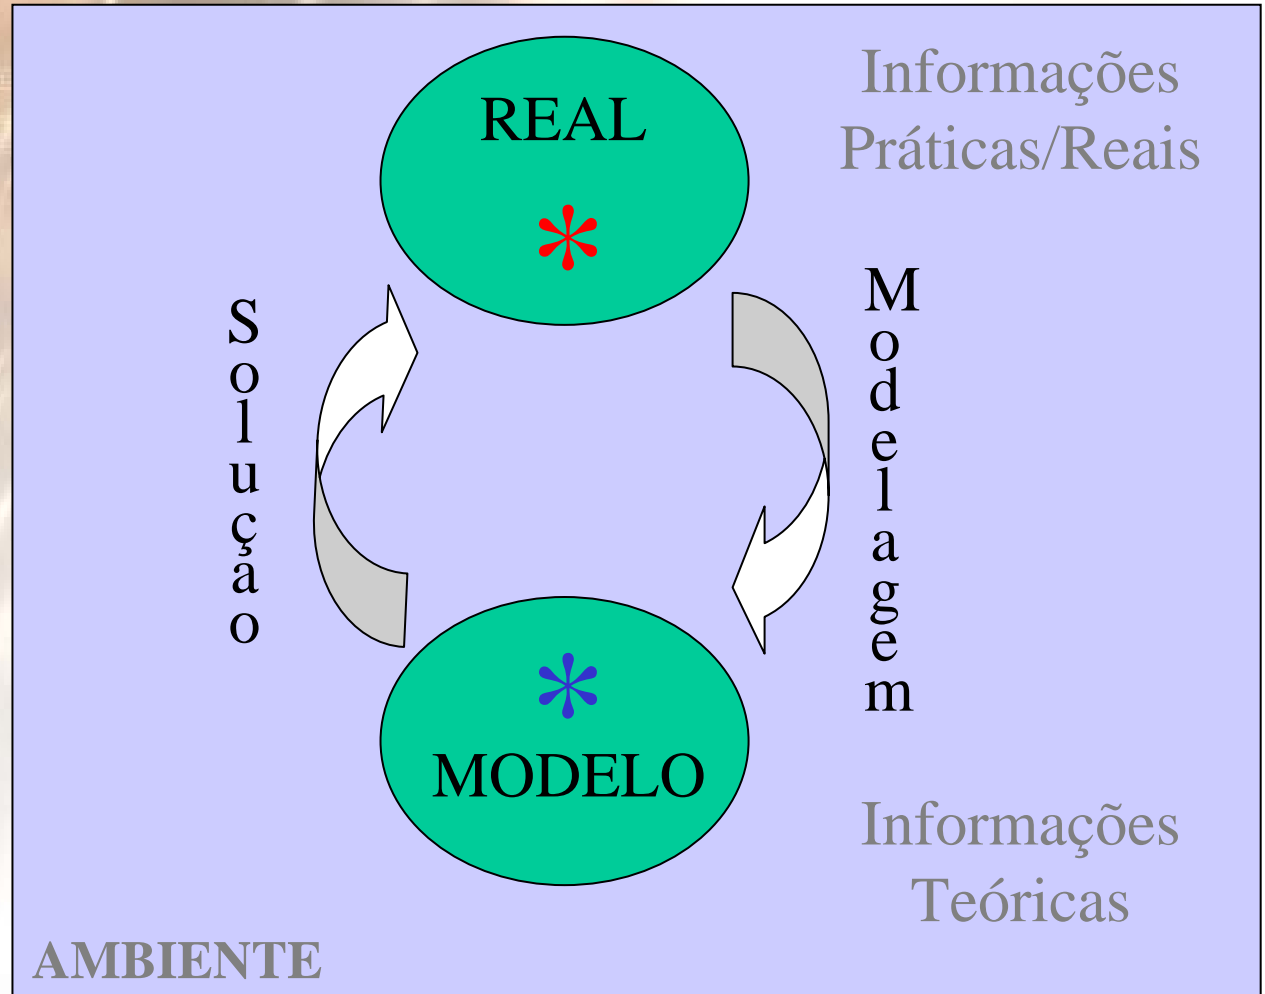 Informações
Práticas/Reais
REAL
*
Solução
Modelagem
*
MODELO
Informações
Teóricas
AMBIENTE